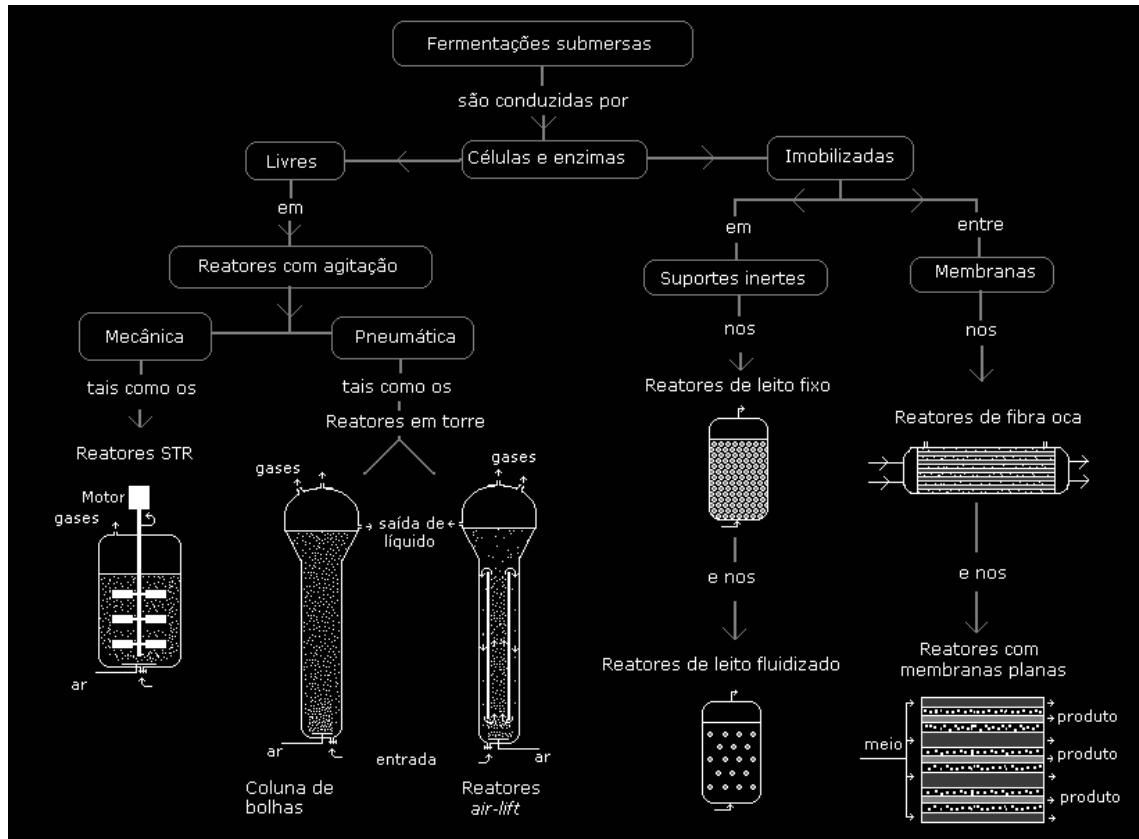 Fermentações submersas
são conduzidas por
Livres
Células e enzimas
Imobilizadas
em
Reatores com agitação
Mecânica
Pneumática
tais como os
tais como os
Reatores STR
Reatores em torre
Motor
gases
ar
gases
gases
saída de
líquido
ar
entrada
ar
Coluna de
bolhas
Reatores
air-lift
em
entre
Suportes inertes
Membranas
nos
nos
Reatores de leito fixo
Reatores de fibra oca
e nos
e nos
Reatores de leito fluidizado
Reatores com
membranas planas
meio
produto
produto
produto